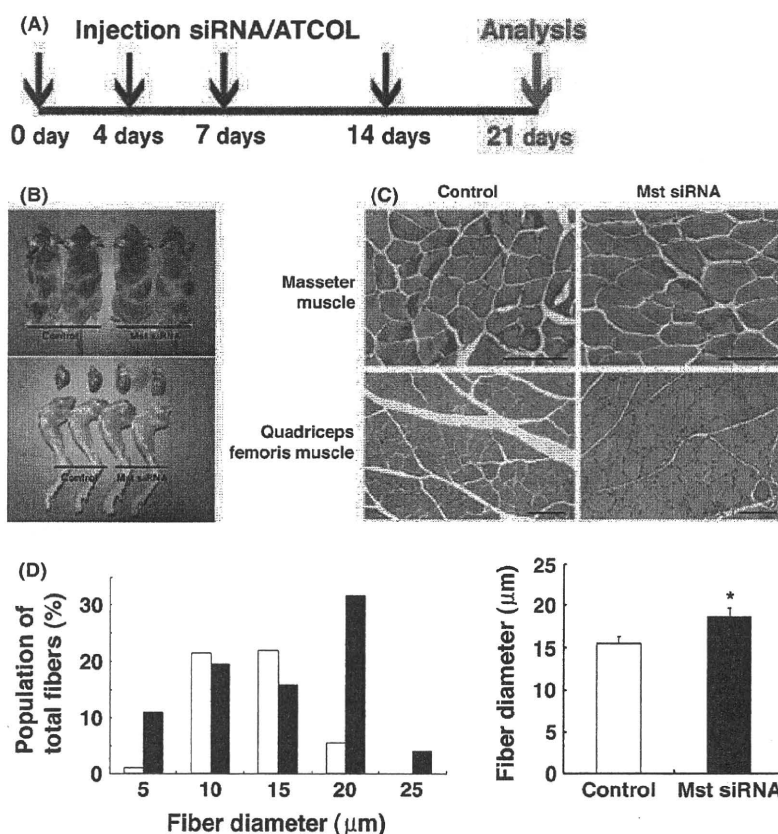 (A) Injection siRNA/ATCOL Analysis
0 day 4 days 7 days 14 days 21 days
(B)
Control Mst siRNA
Control Mst siRNA
(C)
Control Mst siRNA
Masseter
muscle
Quadriceps
femoris muscle
(D)
Population of
total fibers (%)
30
20
10
0
5 10 15 20 25
Fiber diameter (μm)
Fiber diameter (μm)
25
20
15
10
5
0
*
Control Mst siRNA